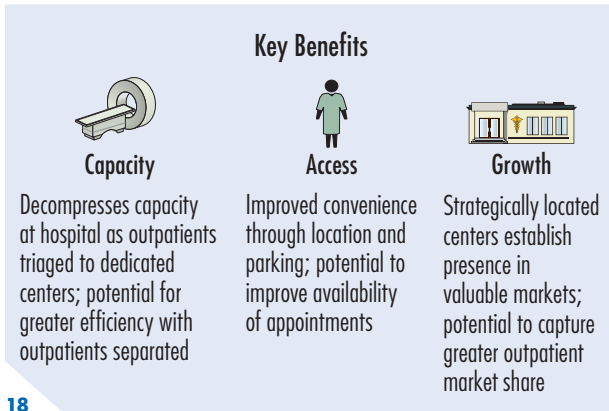 Key Benefits
Capacity
Decompresses capacity
at hospital as outpatients
triaged to dedicated
centers; potential for
greater efficiency with
outpatients separated
Access
Improved convenience
through location and
parking; potential to
improve availability
of appointments
Growth
Strategically located
centers establish
presence in
valuable markets;
potential to capture
greater outpatient
market share
18